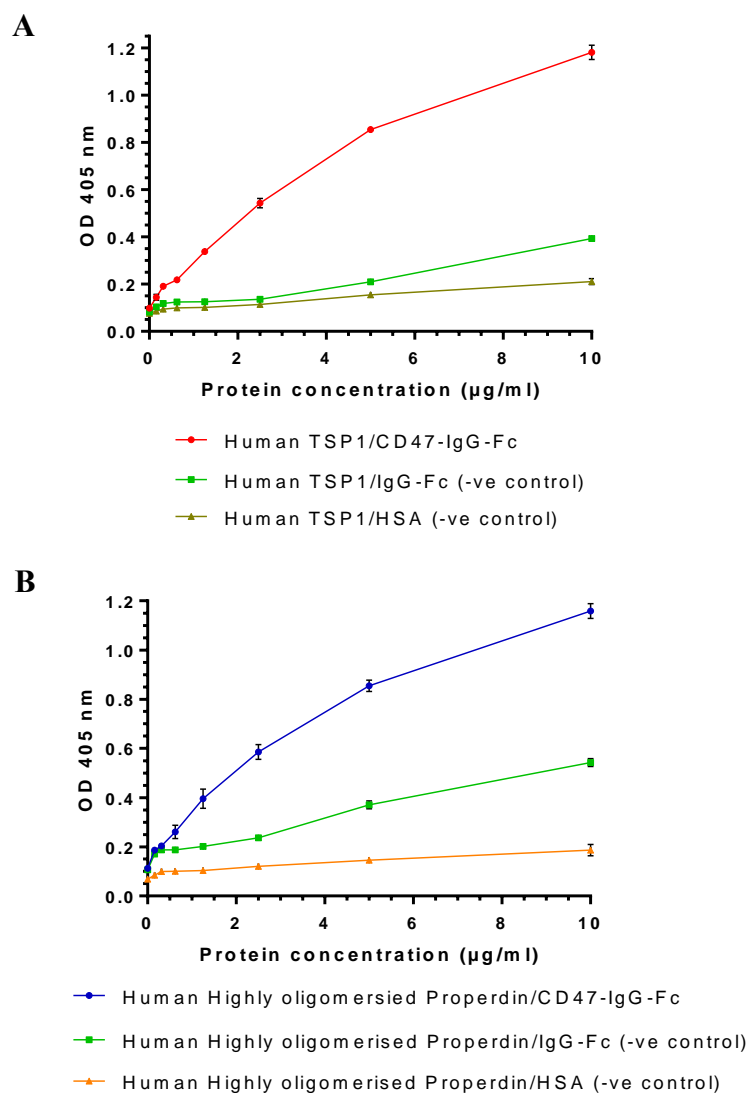 A
1.2
1.0
0.8
0.6
0.4
0.2
0.0
OD 405 nm
0 2 4 6 8 10
Protein concentration (µg/ml)
Human TSP1/CD47-IgG-Fc
Human TSP1/IgG-Fc (-ve control)
Human TSP1/HSA (-ve control)
B
1.2
1.0
0.8
0.6
0.4
0.2
0.0
OD 405 nm
0 2 4 6 8 10
Protein concentration (µg/ml)
Human Highly oligomersied Properdin/CD47-IgG-Fc
Human Highly oligomerised Properdin/IgG-Fc (-ve control)
Human Highly oligomerised Properdin/HSA (-ve control)